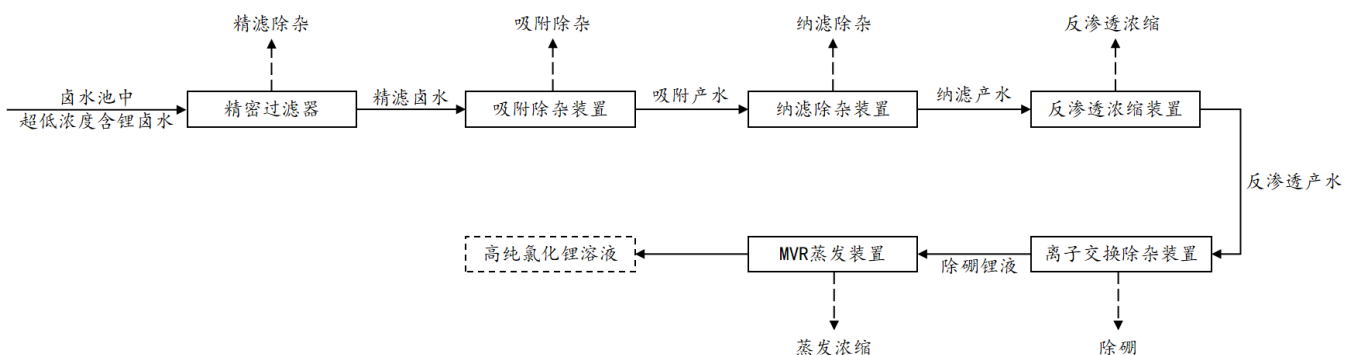 精滤除杂
吸附除杂
纳滤除杂
反渗透浓缩
卤水池中
超低浓度含锂卤水
精密过滤器
精滤卤水
吸附除杂装置
吸附产水
纳滤除杂装置
纳滤产水
反渗透浓缩装置
反渗透产水
高纯氯化锂溶液
MVR蒸发装置
除硼锂液
离子交换除杂装置
蒸发浓缩
除硼